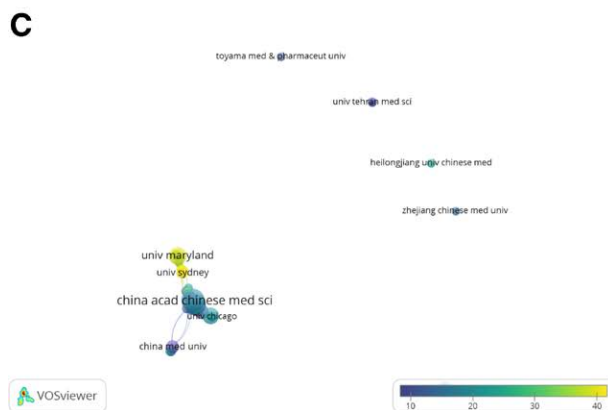 C
toyama med & pharmaceut univ
univ tehran med sci
heilongjiang univ chinese med
zhejiang chinese med univ
univ maryland
univ sydney
china acad chinese med sci
univ chicago
china med univ
VOSviewer
10 20 30 40